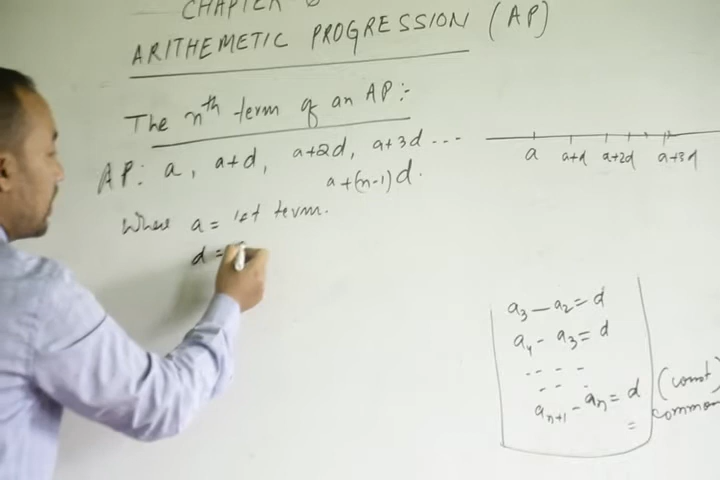 CHAPTER
ARITHEMETIC PROGRESSION (AP)
The nth term of an AP:-
AP: a, a+d, a+2d, a+3d ...
a+(n-1)d.
Where a = 1st term.
d =
a a+d a+2d a+3d
a₃ — a₂ = d
a₄ - a₃ = d
-- - -
-- - -
aₙ₊₁ - aₙ = d (const)
= common